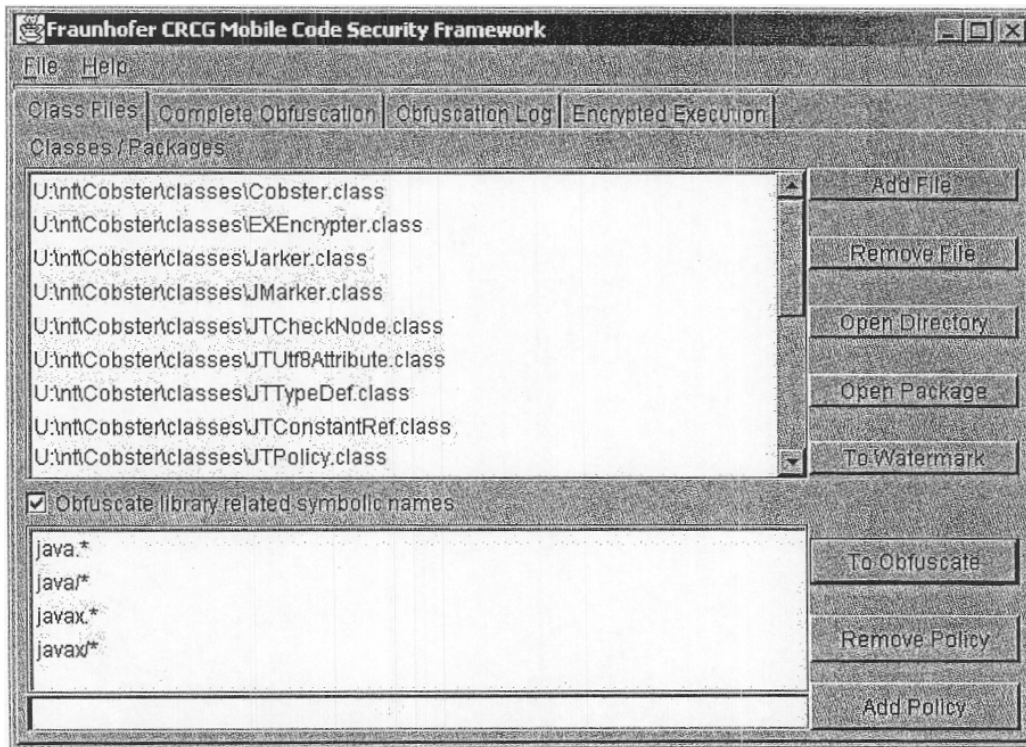 Fraunhofer CRCG Mobile Code Security Framework
File Help
Class Files Complete Obfuscation Obfuscation Log Encrypted Execution
Classes / Packages
U:\nt\Cobster\classes\Cobster.class
Add File
U:\nt\Cobster\classes\EXEncrypter.class
U:\nt\Cobster\classes\Jarker.class
Remove File
U:\nt\Cobster\classes\JMarker.class
U:\nt\Cobster\classes\JTCheckNode.class
Open Directory
U:\nt\Cobster\classes\JTUtf8Attribute.class
U:\nt\Cobster\classes\JTTypeDef.class
Open Package
U:\nt\Cobster\classes\JTConstantRef.class
U:\nt\Cobster\classes\JTPolicy.class
To Watermark
Obfuscate library related symbolic names
java.*
To Obfuscate
java/*
javax.*
Remove Policy
javax/*
Add Policy